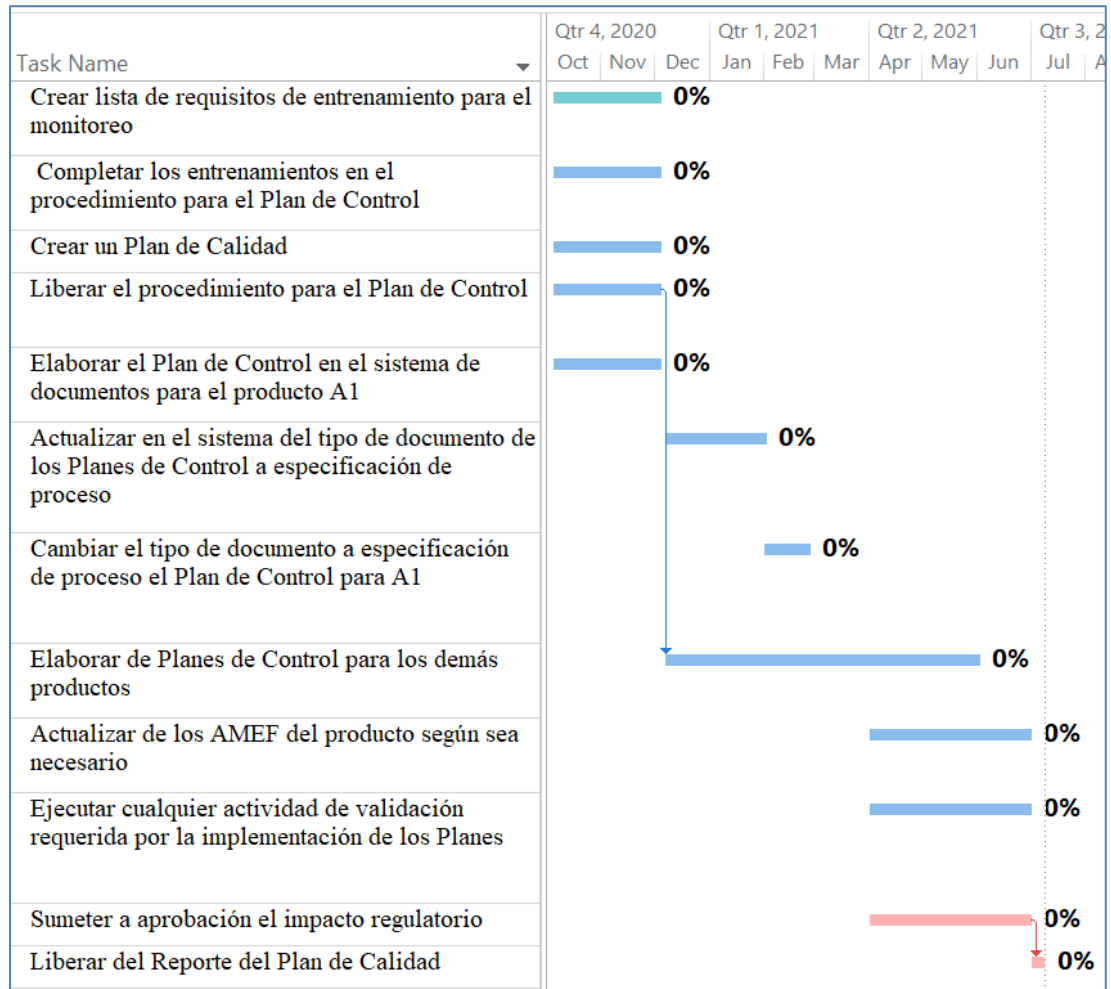 Qtr 4, 2020 Qtr 1, 2021 Qtr 2, 2021 Qtr 3, 2
Task Name Oct Nov Dec Jan Feb Mar Apr May Jun Jul A
Crear lista de requisitos de entrenamiento para el 0%
monitoreo
Completar los entrenamientos en el 0%
procedimiento para el Plan de Control
Crear un Plan de Calidad 0%
Liberar el procedimiento para el Plan de Control 0%
Elaborar el Plan de Control en el sistema de 0%
documentos para el producto A1
Actualizar en el sistema del tipo de documento de 0%
los Planes de Control a especificación de
proceso
Cambiar el tipo de documento a especificación 0%
de proceso el Plan de Control para A1
Elaborar de Planes de Control para los demás 0%
productos
Actualizar de los AMEF del producto según sea 0%
necesario
Ejecutar cualquier actividad de validación 0%
requerida por la implementación de los Planes
Sumeter a aprobación el impacto regulatorio 0%
Liberar del Reporte del Plan de Calidad 0%